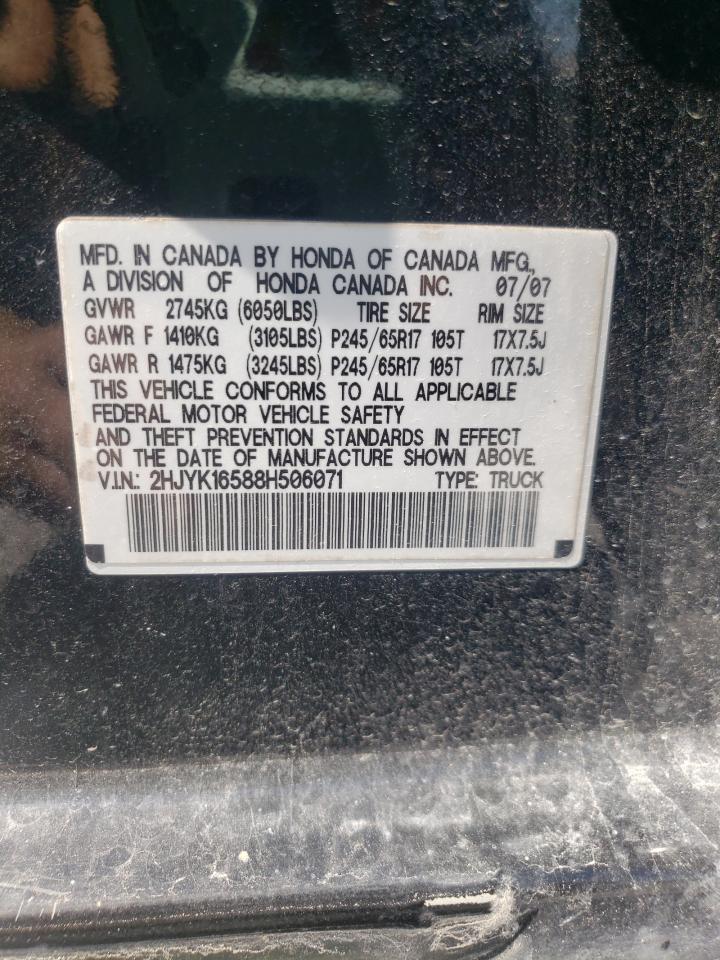 MFD. IN CANADA BY HONDA OF CANADA MFG.,
A DIVISION OF HONDA CANADA INC. 07/07
GVWR 2745KG (6050LBS) TIRE SIZE RIM SIZE
GAWR F 1410KG (3105LBS) P245/65R17 105T 17X7.5J
GAWR R 1475KG (3245LBS) P245/65R17 105T 17X7.5J
THIS VEHICLE CONFORMS TO ALL APPLICABLE
FEDERAL MOTOR VEHICLE SAFETY
AND THEFT PREVENTION STANDARDS IN EFFECT
ON THE DATE OF MANUFACTURE SHOWN ABOVE.
V.I.N.: 2HJYK16588H506071 TYPE: TRUCK